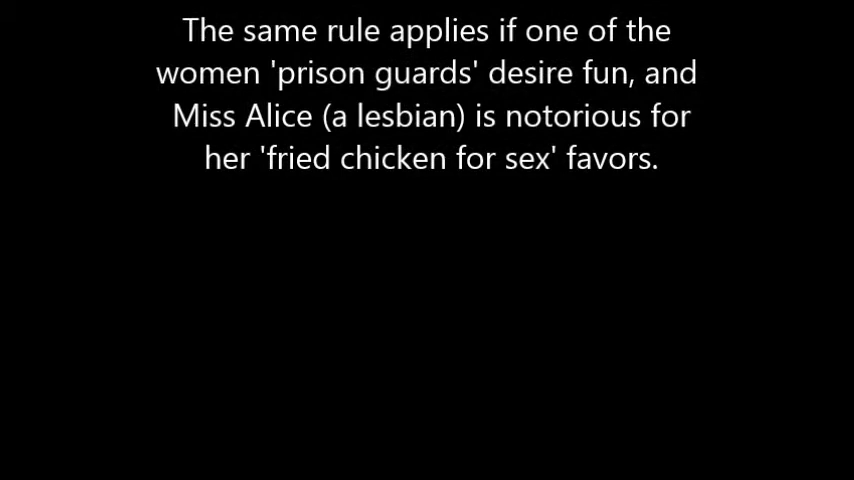 The same rule applies if one of the
women 'prison guards' desire fun, and
Miss Alice (a lesbian) is notorious for
her 'fried chicken for sex' favors.